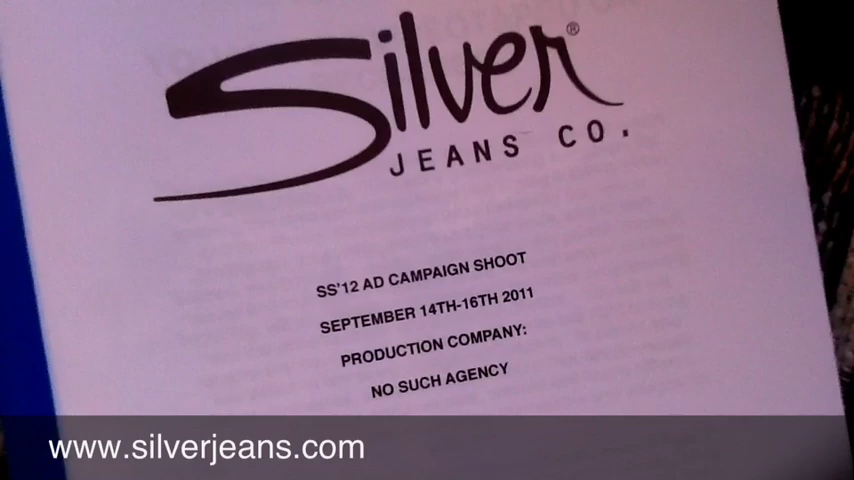 Silver®
JEANS CO.
SS'12 AD CAMPAIGN SHOOT
SEPTEMBER 14TH-16TH 2011
PRODUCTION COMPANY:
NO SUCH AGENCY
www.silverjeans.com